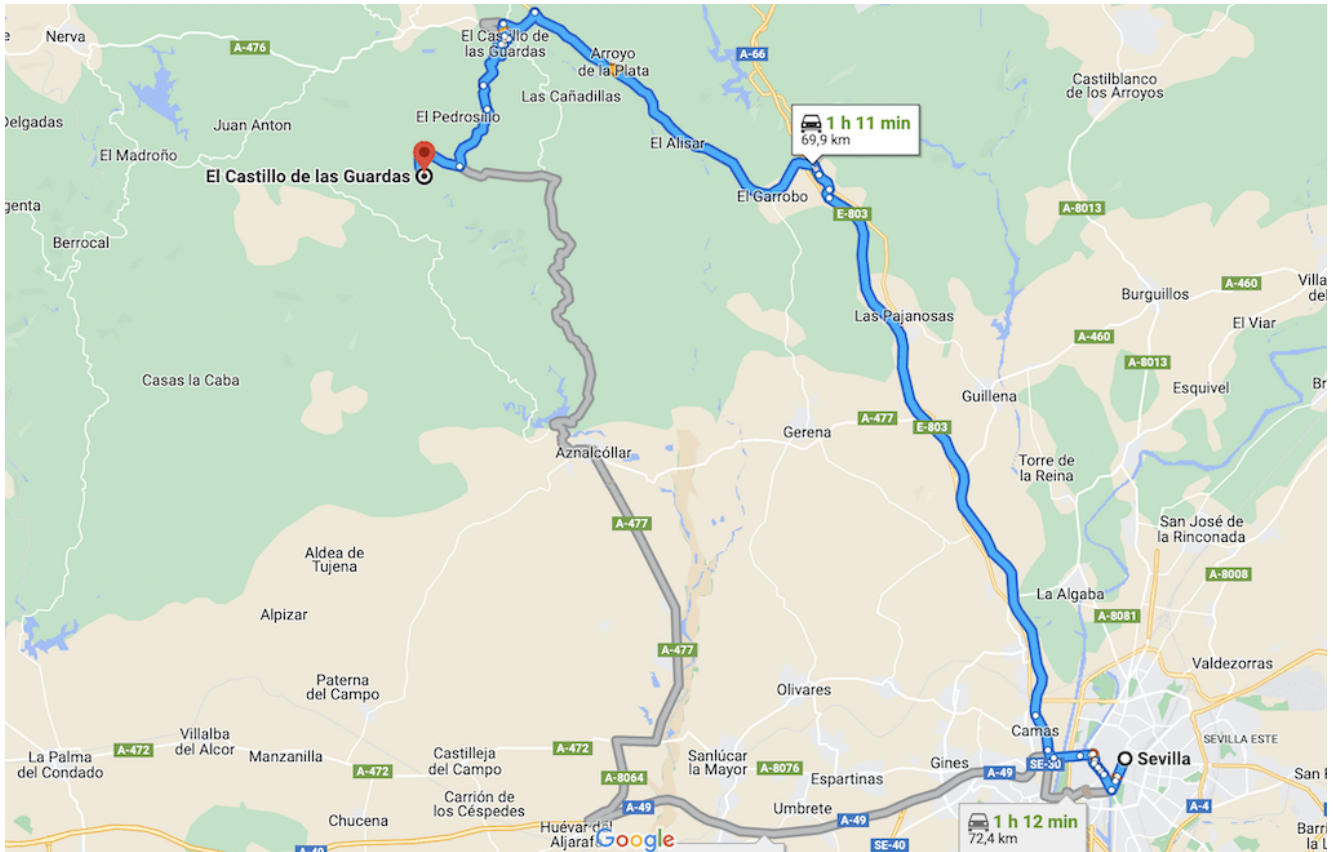 Nerva
A-476
El Castillo de
las Guardas
Arroyo
de la Plata
A-66
Castilblanco
de los Arroyos
Las Cañadillas
Delgadas
Juan Anton
El Pedrosillo
1 h 11 min
69,9 km
El Madroño
El Alisar
El Castillo de las Guardas
El Garrobo
E-803
A-8013
Berrocal
A-460
Burguillos
Las Pajanosas
El Viar
A-460
A-8013
Casas la Caba
Guillena
Esquivel
A-477
Gerena
E-803
Aznalcóllar
Torre de
la Reina
A-477
San José de
la Rinconada
Aldea de
Tujena
A-8008
La Algaba
Alpizar
A-8081
A-477
Valdezorras
Paterna
del Campo
Olivares
Camas
Villalba
del Alcor
SEVILLA ESTE
La Palma
del Condado
A-472
Manzanilla
A-472
Castilleja
del Campo
A-472
Sanlúcar
la Mayor
A-8076
Espartinas
Gines
A-49
SE-30
Sevilla
A-8064
Carrión de
los Céspedes
A-49
Umbrete
A-49
A-4
Chucena
Huévar del
Aljarafe
Google
SE-40
1 h 12 min
72,4 km
A-49